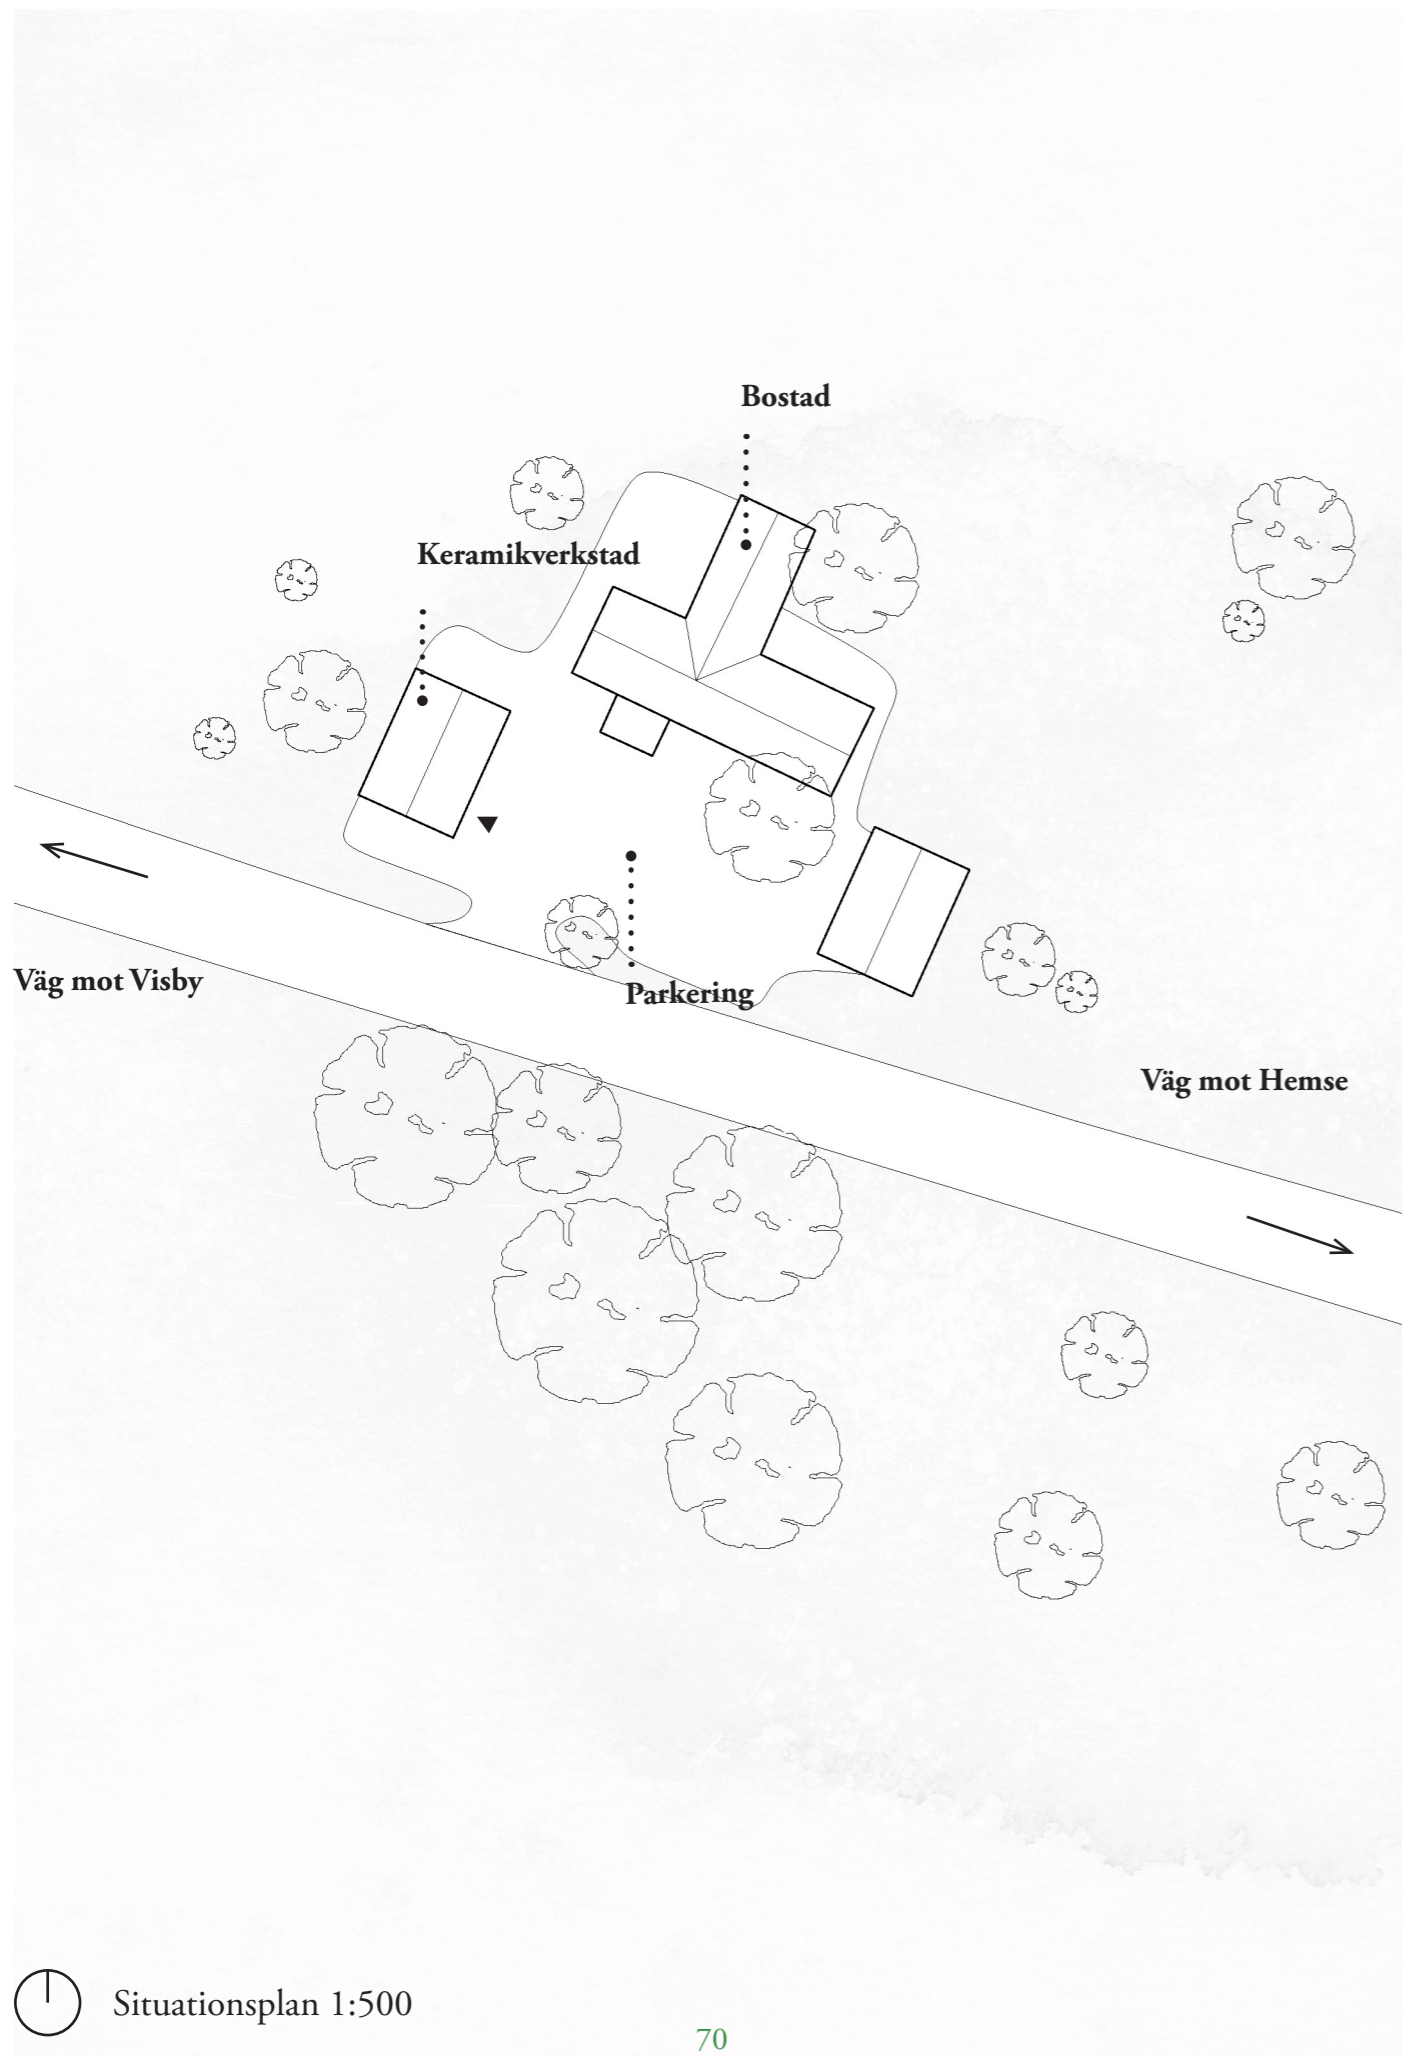 Bostad
Keramikverkstad
Väg mot Visby
Parkering
Väg mot Hemse
Situationsplan 1:500
70